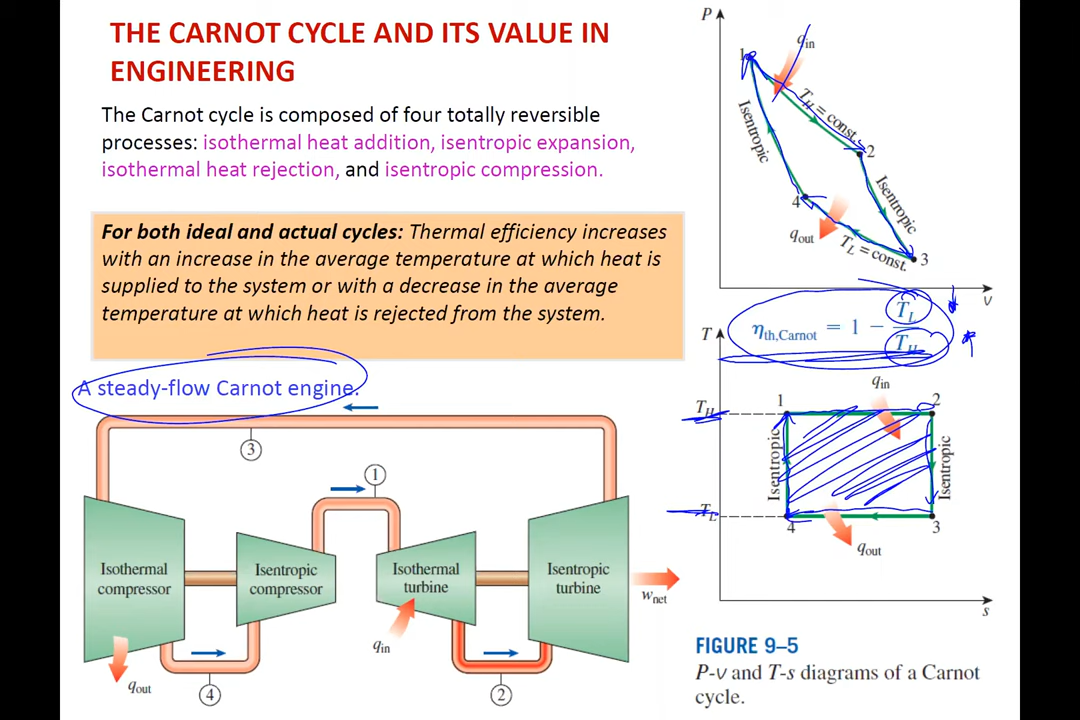 THE CARNOT CYCLE AND ITS VALUE IN
ENGINEERING
The Carnot cycle is composed of four totally reversible
processes: isothermal heat addition, isentropic expansion,
isothermal heat rejection, and isentropic compression.
For both ideal and actual cycles: Thermal efficiency increases
with an increase in the average temperature at which heat is
supplied to the system or with a decrease in the average
temperature at which heat is rejected from the system.
A steady-flow Carnot engine.
3
1
Isothermal
compressor
Isentropic
compressor
Isothermal
turbine
Isentropic
turbine
w_net
q_in
q_out
4
2
P
q_in
1
T_H = const.
2
Isentropic
Isentropic
4
q_out
T_L = const.
3
v
η_th,Carnot = 1 − T_L / T_H
T
q_in
T_H
1
2
Isentropic
Isentropic
T_L
4
3
q_out
s
FIGURE 9–5
P-v and T-s diagrams of a Carnot
cycle.